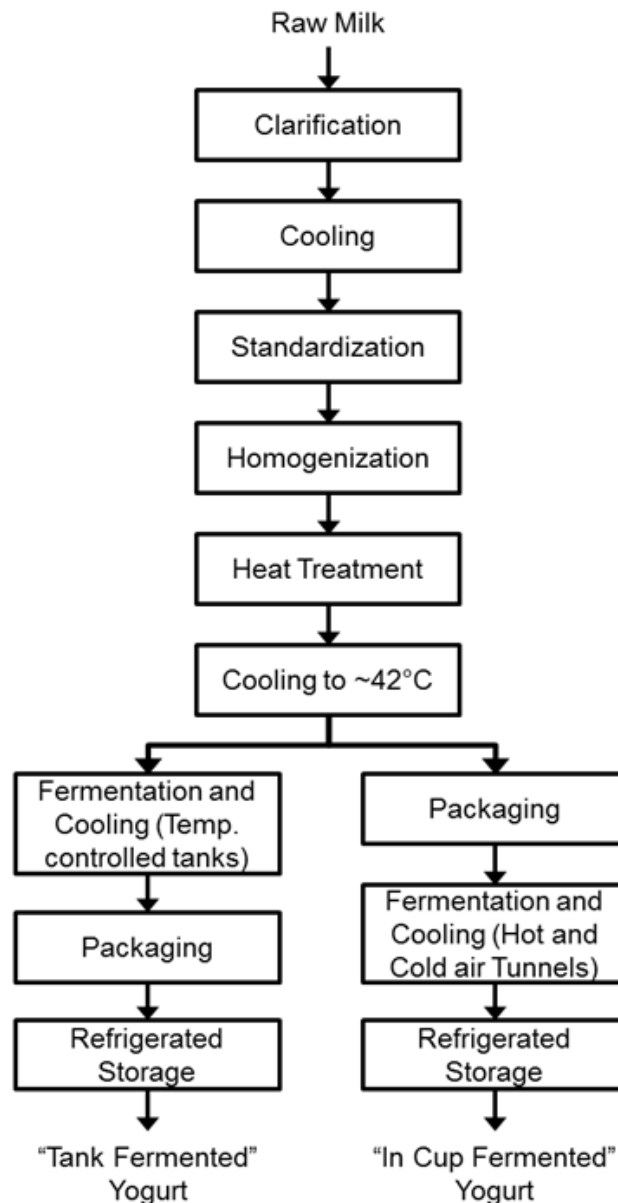 Raw Milk
Clarification
Cooling
Standardization
Homogenization
Heat Treatment
Cooling to ~42°C
Fermentation and
Cooling (Temp.
controlled tanks)
Packaging
Refrigerated
Storage
“Tank Fermented”
Yogurt
Packaging
Fermentation and
Cooling (Hot and
Cold air Tunnels)
Refrigerated
Storage
“In Cup Fermented”
Yogurt